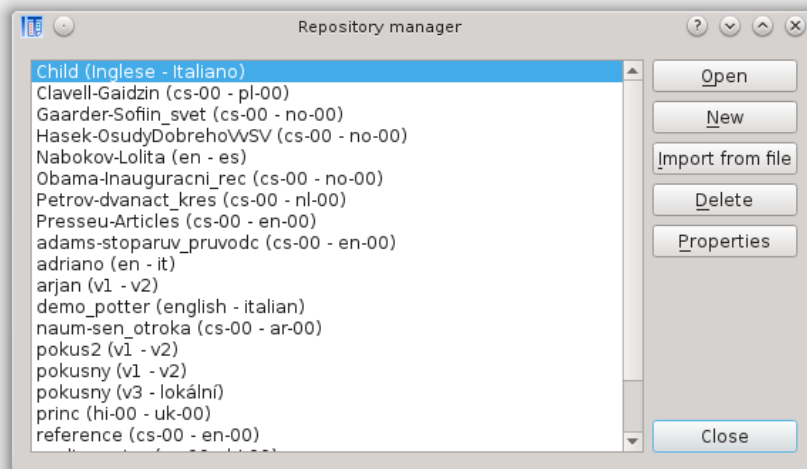 Repository manager
Child (Inglese - Italiano)
Clavell-Gaidzin (cs-00 - pl-00)
Gaarder-Sofiin_svet (cs-00 - no-00)
Hasek-OsudyDobrehoVvSV (cs-00 - no-00)
Nabokov-Lolita (en - es)
Obama-Inauguracni_rec (cs-00 - no-00)
Petrov-dvanact_kres (cs-00 - nl-00)
Presseu-Articles (cs-00 - en-00)
adams-stoparuv_pruvodc (cs-00 - en-00)
adriano (en - it)
arjan (v1 - v2)
demo_potter (english - italian)
naum-sen_otroka (cs-00 - ar-00)
pokus2 (v1 - v2)
pokusny (v1 - v2)
pokusny (v3 - lokální)
princ (hi-00 - uk-00)
reference (cs-00 - en-00)
Open
New
Import from file
Delete
Properties
Close